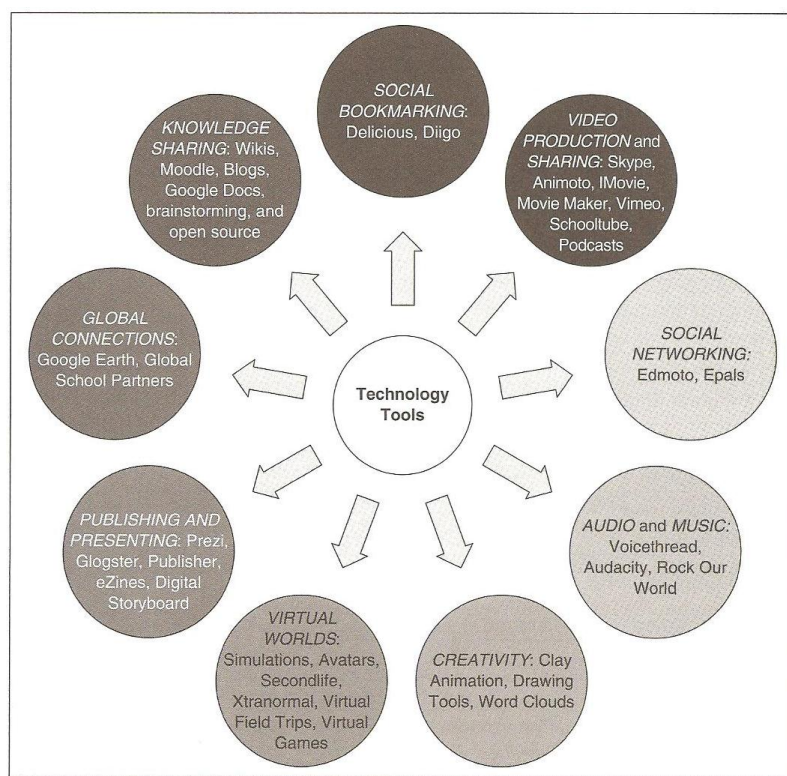 SOCIAL
BOOKMARKING:
Delicious, Diigo
VIDEO
PRODUCTION and
SHARING: Skype,
Animoto, IMovie,
Movie Maker, Vimeo,
Schooltube,
Podcasts
SOCIAL
NETWORKING:
Edmoto, Epals
AUDIO and MUSIC:
Voicethread,
Audacity, Rock Our
World
CREATIVITY: Clay
Animation, Drawing
Tools, Word Clouds
VIRTUAL
WORLDS:
Simulations, Avatars,
Secondlife,
Xtranormal, Virtual
Field Trips, Virtual
Games
PUBLISHING AND
PRESENTING: Prezi,
Glogster, Publisher,
eZines, Digital
Storyboard
GLOBAL
CONNECTIONS:
Google Earth, Global
School Partners
KNOWLEDGE
SHARING: Wikis,
Moodle, Blogs,
Google Docs,
brainstorming, and
open source
Technology
Tools